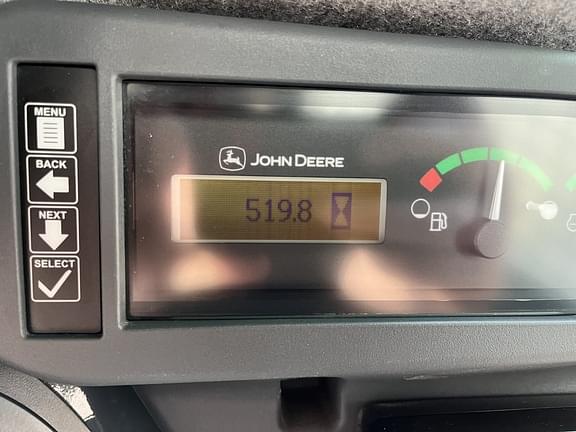 MENU
BACK
NEXT
SELECT
JOHN DEERE
519.8